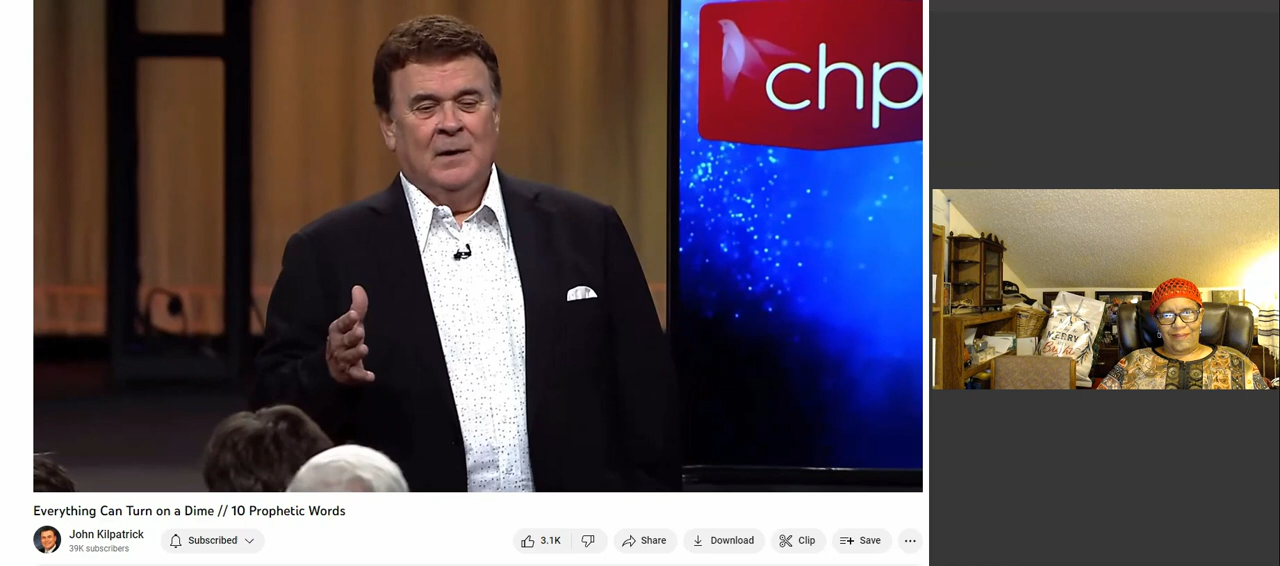 chp
Everything Can Turn on a Dime // 10 Prophetic Words
John Kilpatrick
39K subscribers
Subscribed
3.1K
Share
Download
Clip
Save